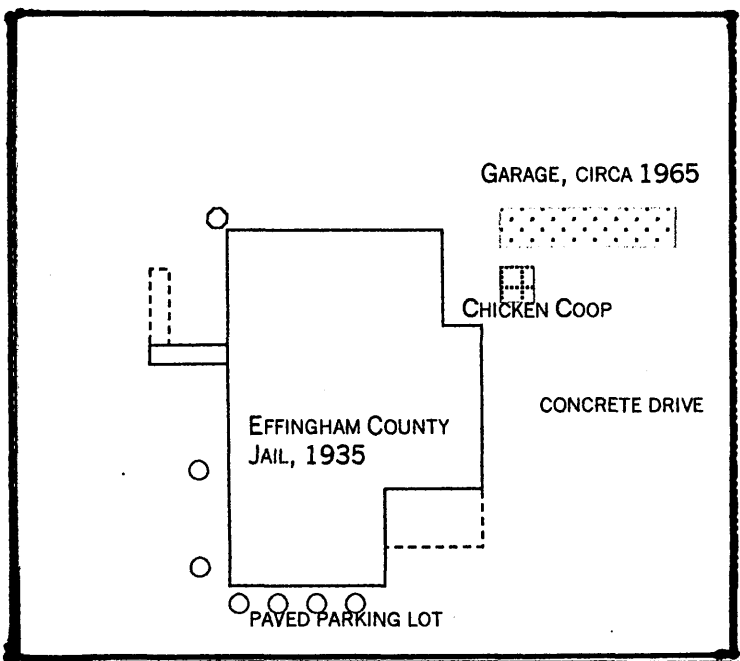 GARAGE, CIRCA 1965
CHICKEN COOP
CONCRETE DRIVE
EFFINGHAM COUNTY
JAIL, 1935
PAVED PARKING LOT